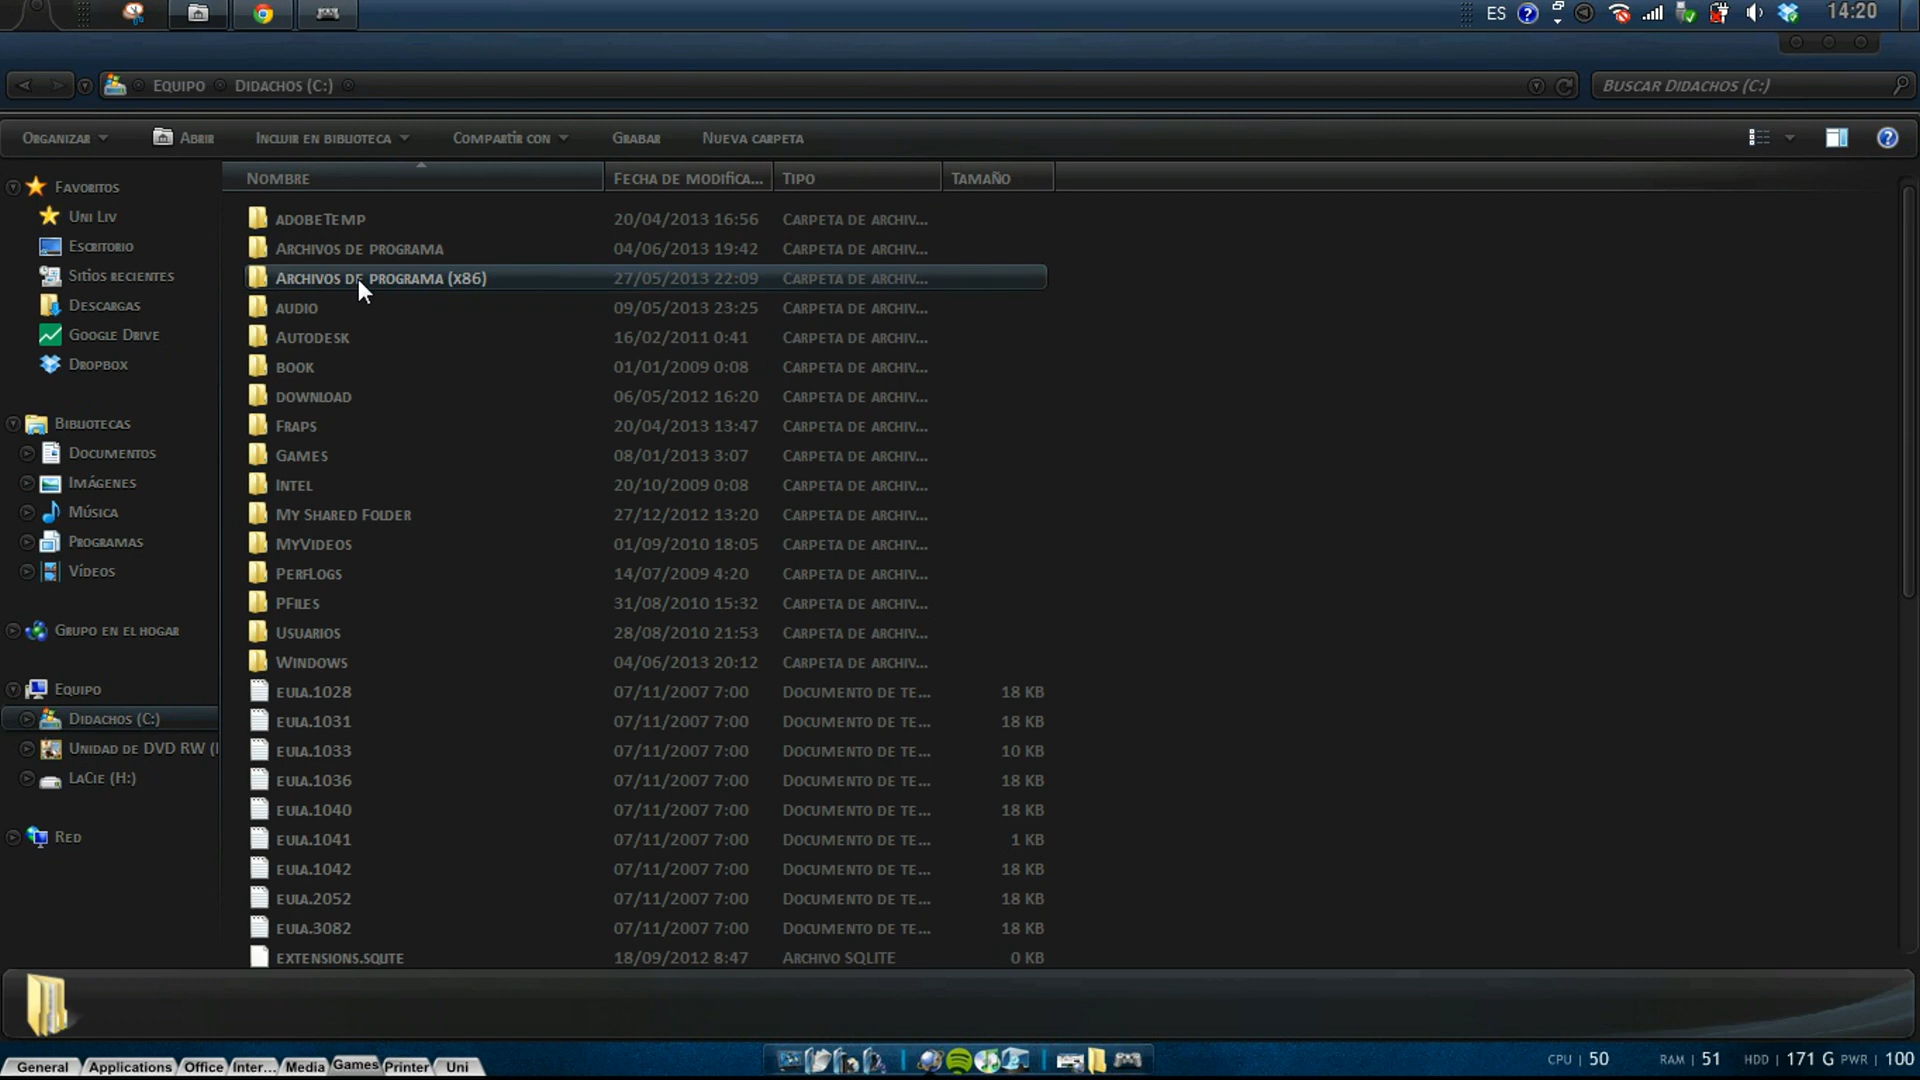 ES 14:20
EQUIPO DIDACHOS (C:) BUSCAR DIDACHOS (C:)
ORGANIZAR ABRIR INCLUIR EN BIBLIOTECA COMPARTIR CON GRABAR NUEVA CARPETA
NOMBRE FECHA DE MODIFICA... TIPO TAMAÑO
FAVORITOS
UNI LIV
ESCRITORIO
SITIOS RECIENTES
DESCARGAS
GOOGLE DRIVE
DROPBOX
BIBLIOTECAS
DOCUMENTOS
IMÁGENES
MÚSICA
PROGRAMAS
VÍDEOS
GRUPO EN EL HOGAR
EQUIPO
DIDACHOS (C:)
UNIDAD DE DVD RW (
LACIE (H:)
RED
ADOBETEMP 20/04/2013 16:56 CARPETA DE ARCHIV...
ARCHIVOS DE PROGRAMA 04/06/2013 19:42 CARPETA DE ARCHIV...
ARCHIVOS DE PROGRAMA (X86) 27/05/2013 22:09 CARPETA DE ARCHIV...
AUDIO 09/05/2013 23:25 CARPETA DE ARCHIV...
AUTODESK 16/02/2011 0:41 CARPETA DE ARCHIV...
BOOK 01/01/2009 0:08 CARPETA DE ARCHIV...
DOWNLOAD 06/05/2012 16:20 CARPETA DE ARCHIV...
FRAPS 20/04/2013 13:47 CARPETA DE ARCHIV...
GAMES 08/01/2013 3:07 CARPETA DE ARCHIV...
INTEL 20/10/2009 0:08 CARPETA DE ARCHIV...
MY SHARED FOLDER 27/12/2012 13:20 CARPETA DE ARCHIV...
MYVIDEOS 01/09/2010 18:05 CARPETA DE ARCHIV...
PERFLOGS 14/07/2009 4:20 CARPETA DE ARCHIV...
PFILES 31/08/2010 15:32 CARPETA DE ARCHIV...
USUARIOS 28/08/2010 21:53 CARPETA DE ARCHIV...
WINDOWS 04/06/2013 20:12 CARPETA DE ARCHIV...
EULA.1028 07/11/2007 7:00 DOCUMENTO DE TE... 18 KB
EULA.1031 07/11/2007 7:00 DOCUMENTO DE TE... 18 KB
EULA.1033 07/11/2007 7:00 DOCUMENTO DE TE... 10 KB
EULA.1036 07/11/2007 7:00 DOCUMENTO DE TE... 18 KB
EULA.1040 07/11/2007 7:00 DOCUMENTO DE TE... 18 KB
EULA.1041 07/11/2007 7:00 DOCUMENTO DE TE... 1 KB
EULA.1042 07/11/2007 7:00 DOCUMENTO DE TE... 18 KB
EULA.2052 07/11/2007 7:00 DOCUMENTO DE TE... 18 KB
EULA.3082 07/11/2007 7:00 DOCUMENTO DE TE... 18 KB
EXTENSIONS.SQLITE 18/09/2012 8:47 ARCHIVO SQLITE 0 KB
General Applications Office Inter... Media Games Printer Uni CPU | 50 RAM | 51 HDD | 171 G PWR | 100